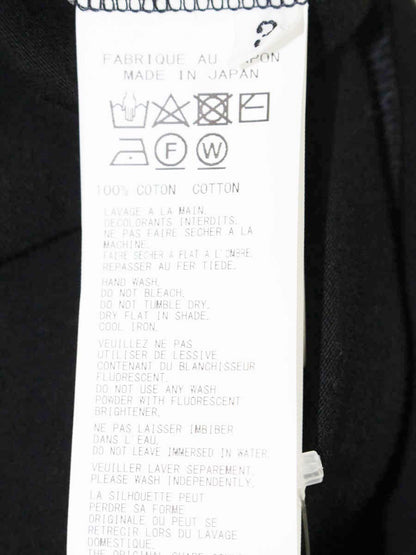 2
FABRIQUE AU JAPON
MADE IN JAPAN
F W
100% COTON COTTON
LAVAGE A LA MAIN.
DECOLORANTS INTERDITS.
NE PAS FAIRE SECHER A LA
MACHINE.
FAIRE SECHER A PLAT A L'OMBRE.
REPASSER AU FER TIEDE.
HAND WASH.
DO NOT BLEACH.
DO NOT TUMBLE DRY.
DRY FLAT IN SHADE.
COOL IRON.
VEUILLEZ NE PAS
UTILISER DE LESSIVE
CONTENANT DU BLANCHISSEUR
FLUORESCENT.
DO NOT USE ANY WASH
POWDER WITH FLUORESCENT
BRIGHTENER.
NE PAS LAISSER IMBIBER
DANS L'EAU.
DO NOT LEAVE IMMERSED IN WATER.
VEUILLER LAVER SEPAREMENT.
PLEASE WASH INDEPENDENTLY.
LA SILHOUETTE PEUT
PERDRE SA FORME
ORIGINALE OU PEUT SE
RETRECIR LORS DU LAVAGE
DOMESTIQUE.
THE ORIGINAL SHAPE